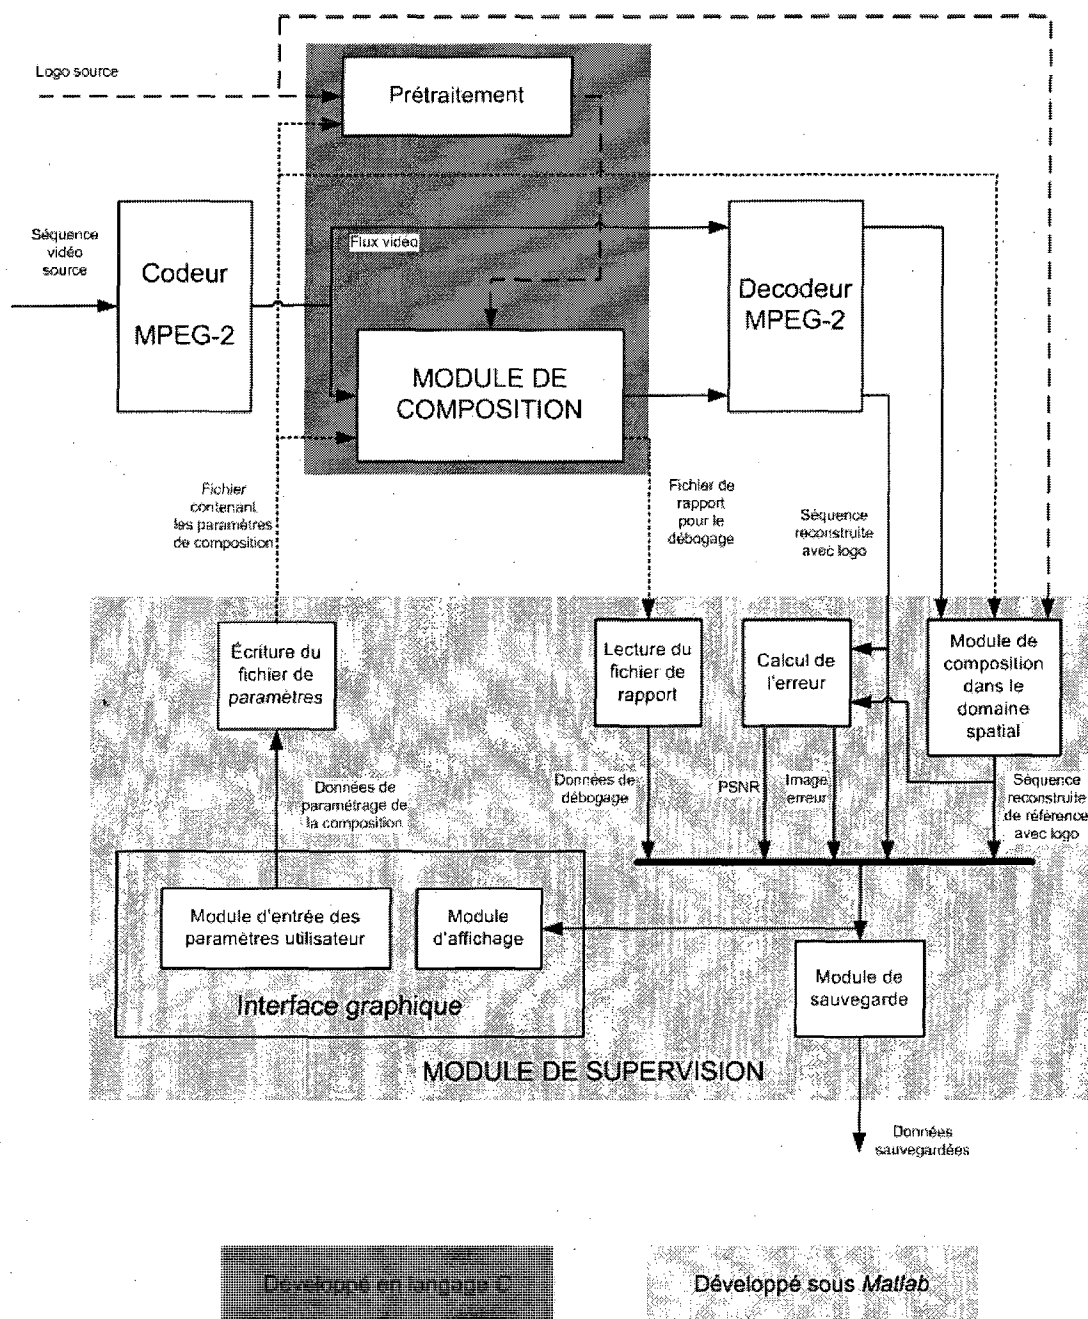 Logo source
Prétraitement
Séquence
vidéo
source
Codeur
MPEG-2
Flux vidéo
Decodeur
MPEG-2
MODULE DE
COMPOSITION
Fichier
contenant
les paramètres
de composition
Fichier de
rapport
pour le
débogage
Séquence
reconstruite
avec logo
Écriture du
fichier de
paramètres
Lecture du
fichier de
rapport
Calcul de
l'erreur
Module de
composition
dans le
domaine
spatial
Données de
paramétrage de
la composition
Données de
débogage
PSNR
Image
erreur
Séquence
reconstruite
de référence
avec logo
Module d'entrée des
paramètres utilisateur
Module
d'affichage
Interface graphique
Module de
sauvegarde
MODULE DE SUPERVISION
Données
sauvegardées
Développé en langage C
Développé sous Matlab